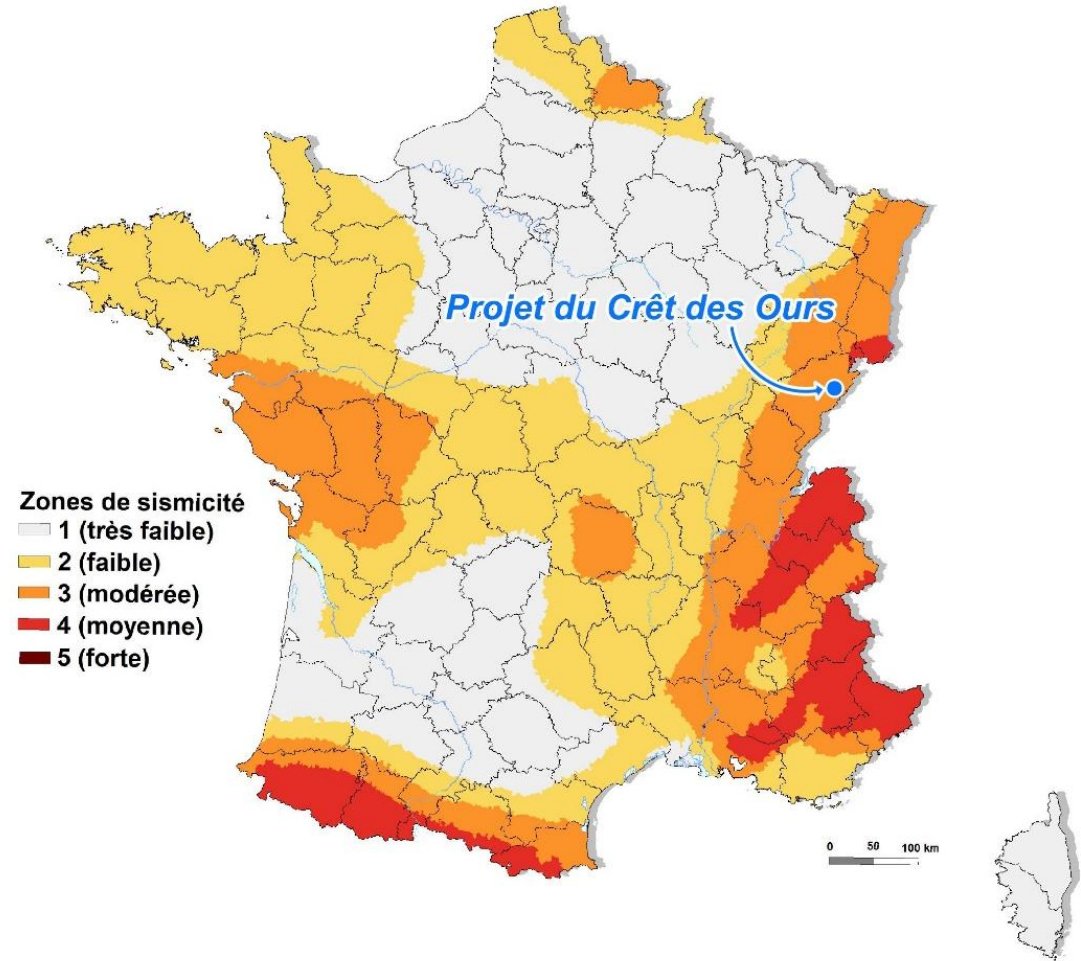 Projet du Crêt des Ours
Zones de sismicité
1 (très faible)
2 (faible)
3 (modérée)
4 (moyenne)
5 (forte)
0 50 100 km